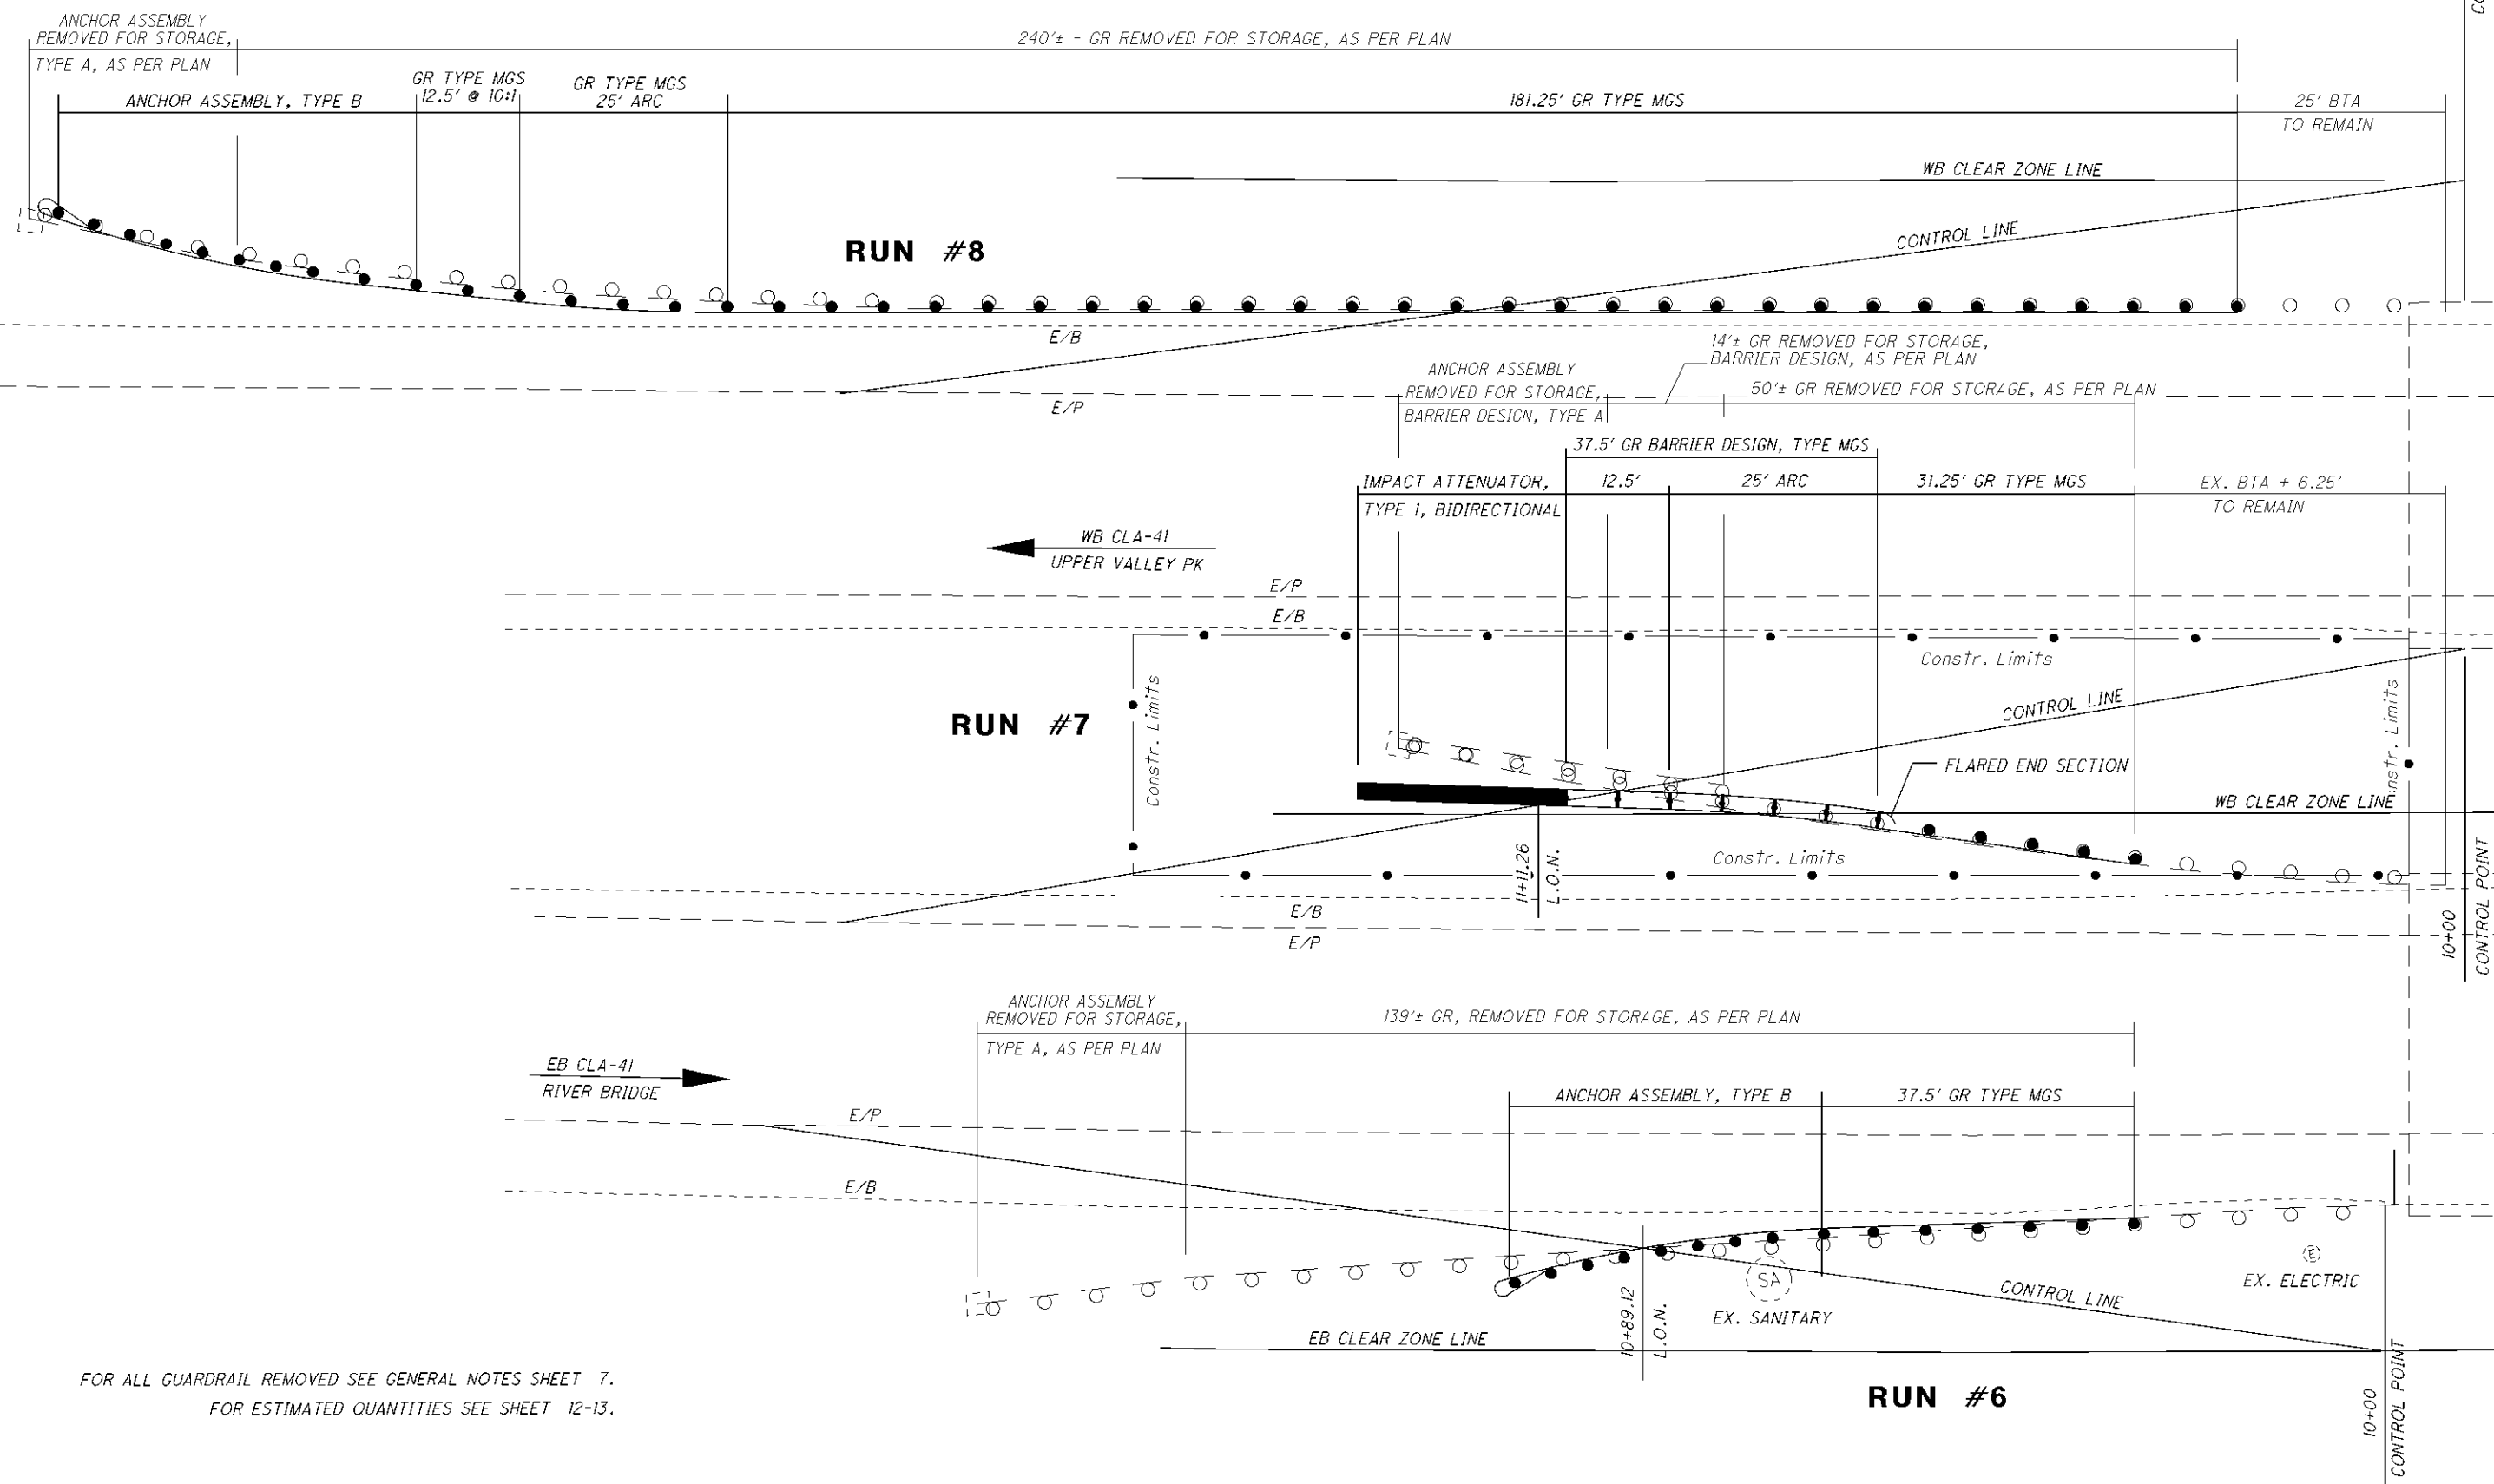 ANCHOR ASSEMBLY
REMOVED FOR STORAGE,
TYPE A, AS PER PLAN
240'± - GR REMOVED FOR STORAGE, AS PER PLAN
ANCHOR ASSEMBLY, TYPE B
GR TYPE MGS
12.5' @ 10:1
GR TYPE MGS
25' ARC
181.25' GR TYPE MGS
25' BTA
TO REMAIN
WB CLEAR ZONE LINE
CONTROL LINE
RUN #8
E/B
E/P
14'± GR REMOVED FOR STORAGE,
BARRIER DESIGN, AS PER PLAN
ANCHOR ASSEMBLY
REMOVED FOR STORAGE,
BARRIER DESIGN, TYPE A
50'± GR REMOVED FOR STORAGE, AS PER PLAN
37.5' GR BARRIER DESIGN, TYPE MGS
IMPACT ATTENUATOR,
TYPE 1, BIDIRECTIONAL
12.5'
25' ARC
31.25' GR TYPE MGS
EX. BTA + 6.25'
TO REMAIN
WB CLA-41
UPPER VALLEY PK
E/P
E/B
Constr. Limits
Constr. Limits
Constr. Limits
CONTROL LINE
RUN #7
FLARED END SECTION
WB CLEAR ZONE LINE
11+11.26
L.O.N.
Constr. Limits
E/B
E/P
10+00
CONTROL POINT
ANCHOR ASSEMBLY
REMOVED FOR STORAGE,
TYPE A, AS PER PLAN
139'± GR, REMOVED FOR STORAGE, AS PER PLAN
EB CLA-41
RIVER BRIDGE
ANCHOR ASSEMBLY, TYPE B
37.5' GR TYPE MGS
E/P
E/B
SA
EX. SANITARY
E
EX. ELECTRIC
CONTROL LINE
10+89.12
L.O.N.
EB CLEAR ZONE LINE
RUN #6
10+00
CONTROL POINT
FOR ALL GUARDRAIL REMOVED SEE GENERAL NOTES SHEET 7.
FOR ESTIMATED QUANTITIES SEE SHEET 12-13.